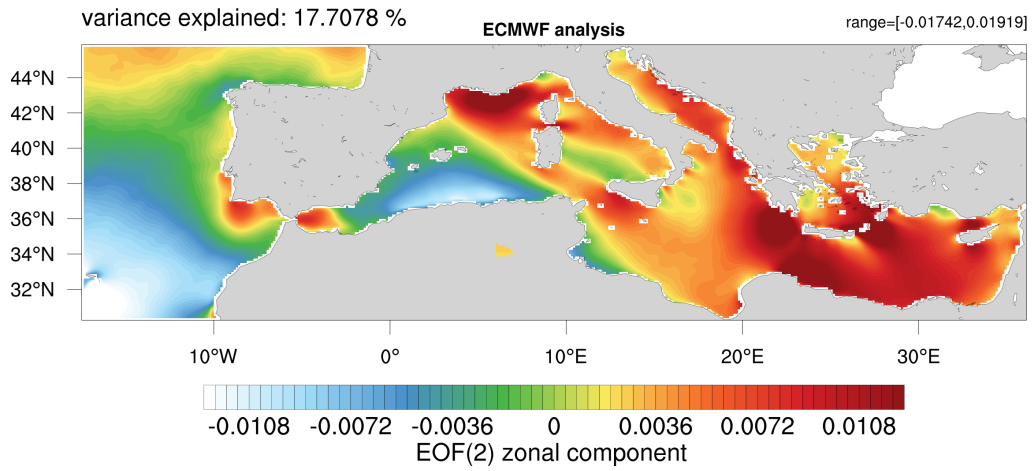 variance explained: 17.7078 %
ECMWF analysis
range=[-0.01742,0.01919]
44°N
42°N
40°N
38°N
36°N
34°N
32°N
10°W 0° 10°E 20°E 30°E
-0.0108 -0.0072 -0.0036 0 0.0036 0.0072 0.0108
EOF(2) zonal component